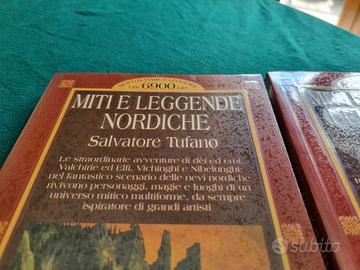 LIRE 6900 LIRE
MITI E LEGGENDE
NORDICHE
Salvatore Tufano
Le straordinarie avventure di dèi ed eroi,
Valchirie ed Elfi, Vichinghi e Nibelunghi:
nel fantastico scenario delle nevi nordiche
rivivono personaggi, magie e luoghi di un
universo mitico multiforme, da sempre
ispiratore di grandi artisti
subito